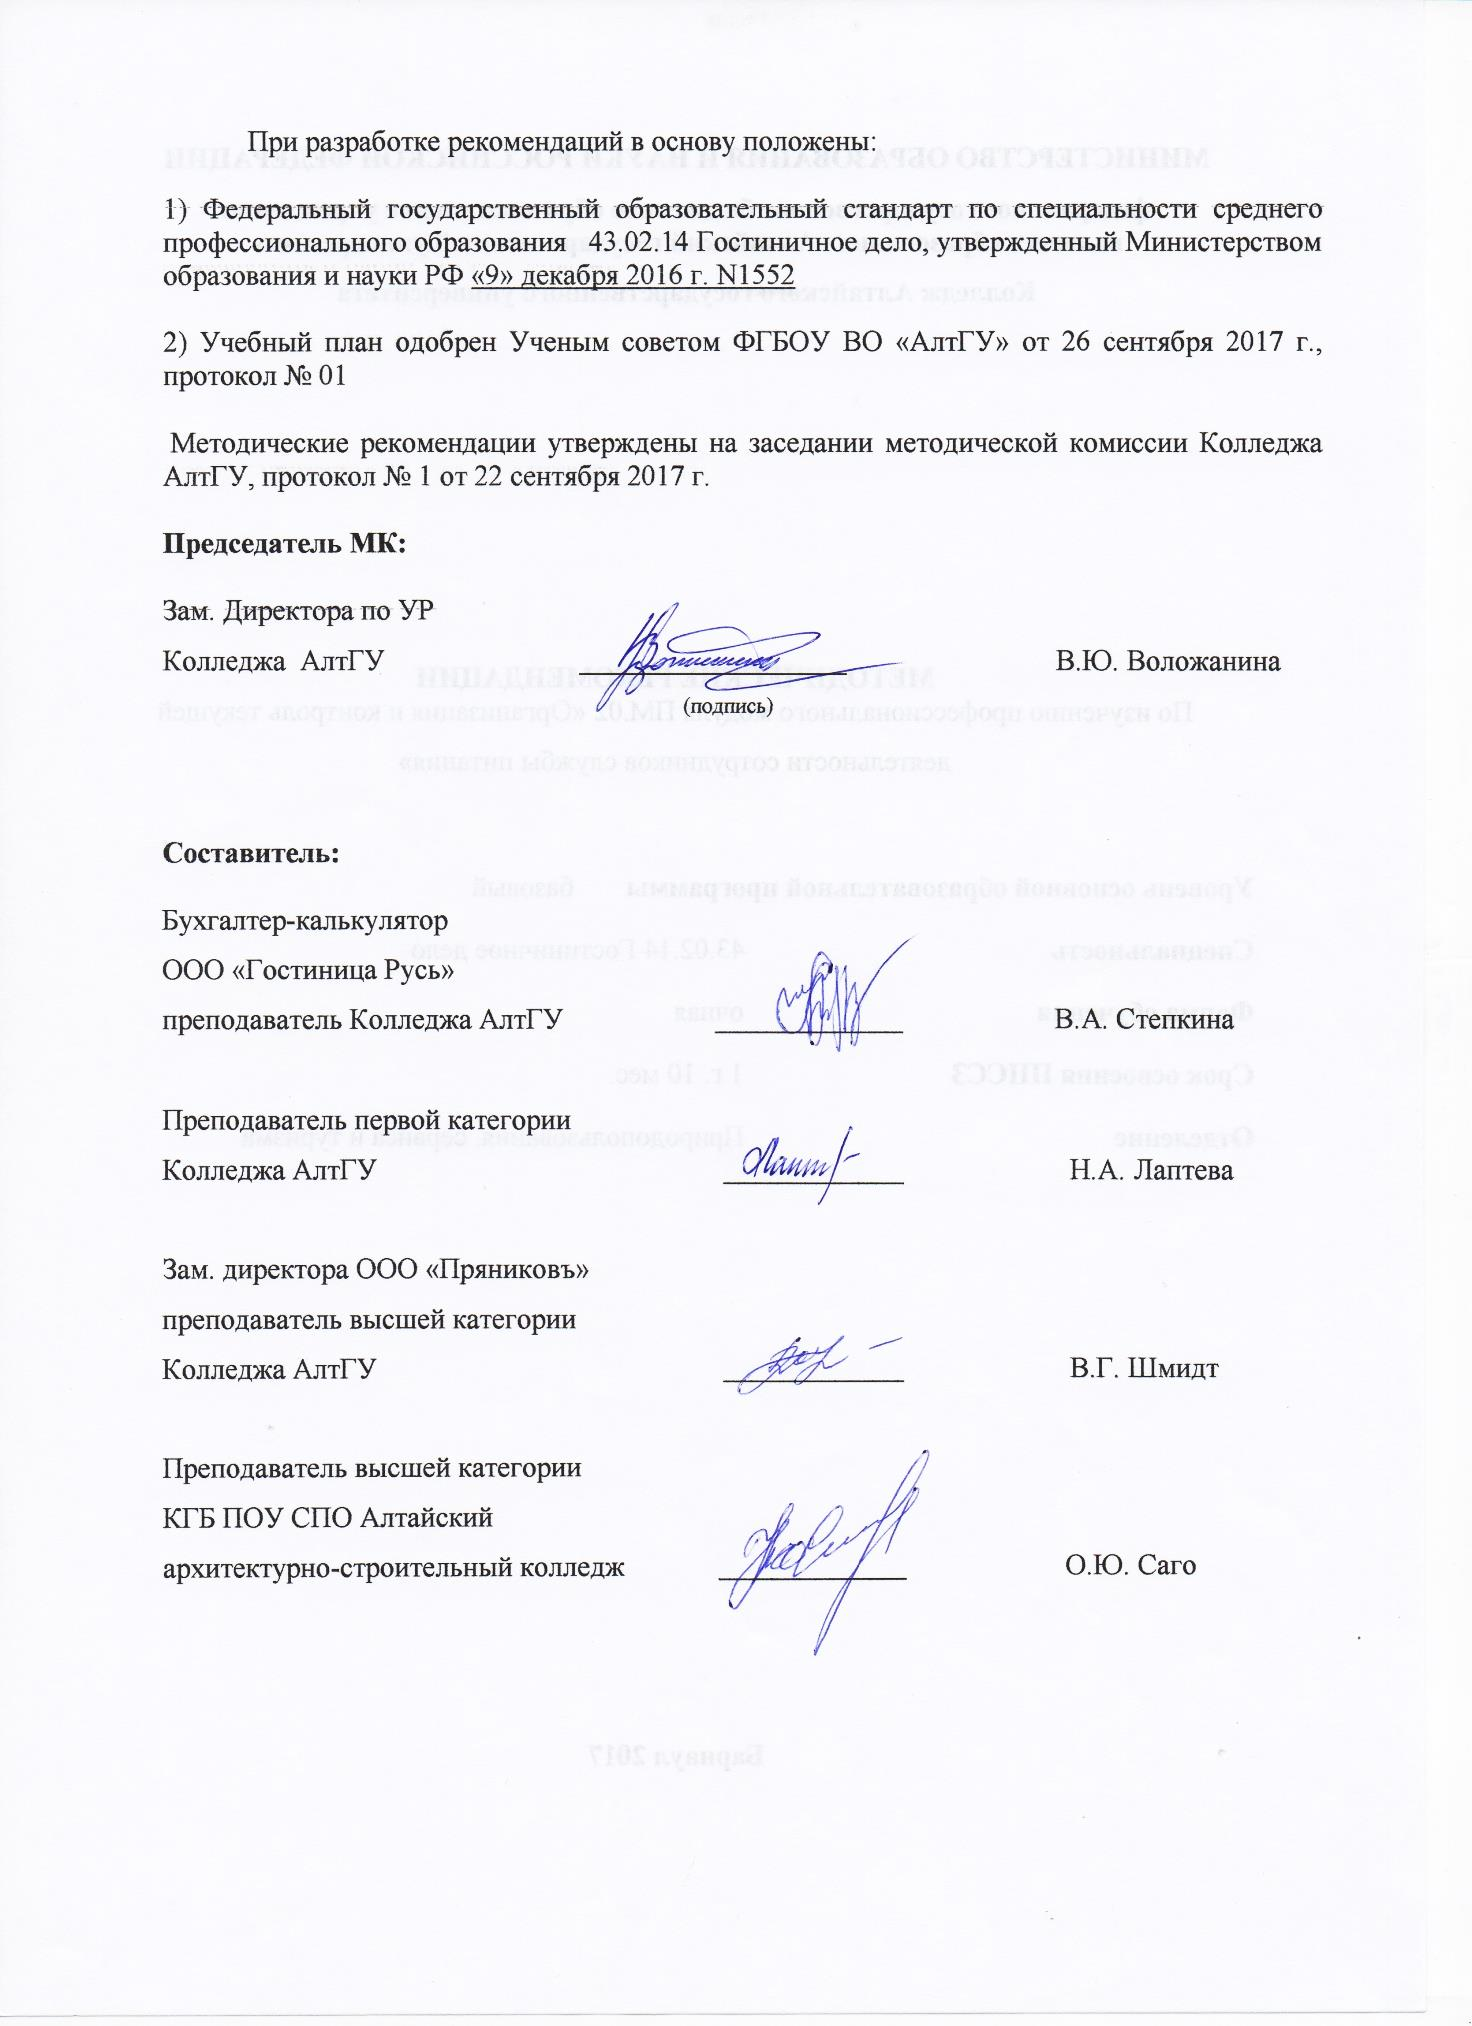 При разработке рекомендаций в основу положены:
1) Федеральный государственный образовательный стандарт по специальности среднего
профессионального образования 43.02.14 Гостиничное дело, утвержденный Министерством
образования и науки РФ «9» декабря 2016 г. N1552
2) Учебный план одобрен Ученым советом ФГБОУ ВО «АлтГУ» от 26 сентября 2017 г.,
протокол № 01
Методические рекомендации утверждены на заседании методической комиссии Колледжа
АлтГУ, протокол № 1 от 22 сентября 2017 г.
Председатель МК:
Зам. Директора по УР
Колледжа АлтГУ В.Ю. Воложанина
(подпись)
Составитель:
Бухгалтер-калькулятор
ООО «Гостиница Русь»
преподаватель Колледжа АлтГУ В.А. Степкина
Преподаватель первой категории
Колледжа АлтГУ Н.А. Лаптева
Зам. директора ООО «Пряниковъ»
преподаватель высшей категории
Колледжа АлтГУ В.Г. Шмидт
Преподаватель высшей категории
КГБ ПОУ СПО Алтайский
архитектурно-строительный колледж О.Ю. Саго